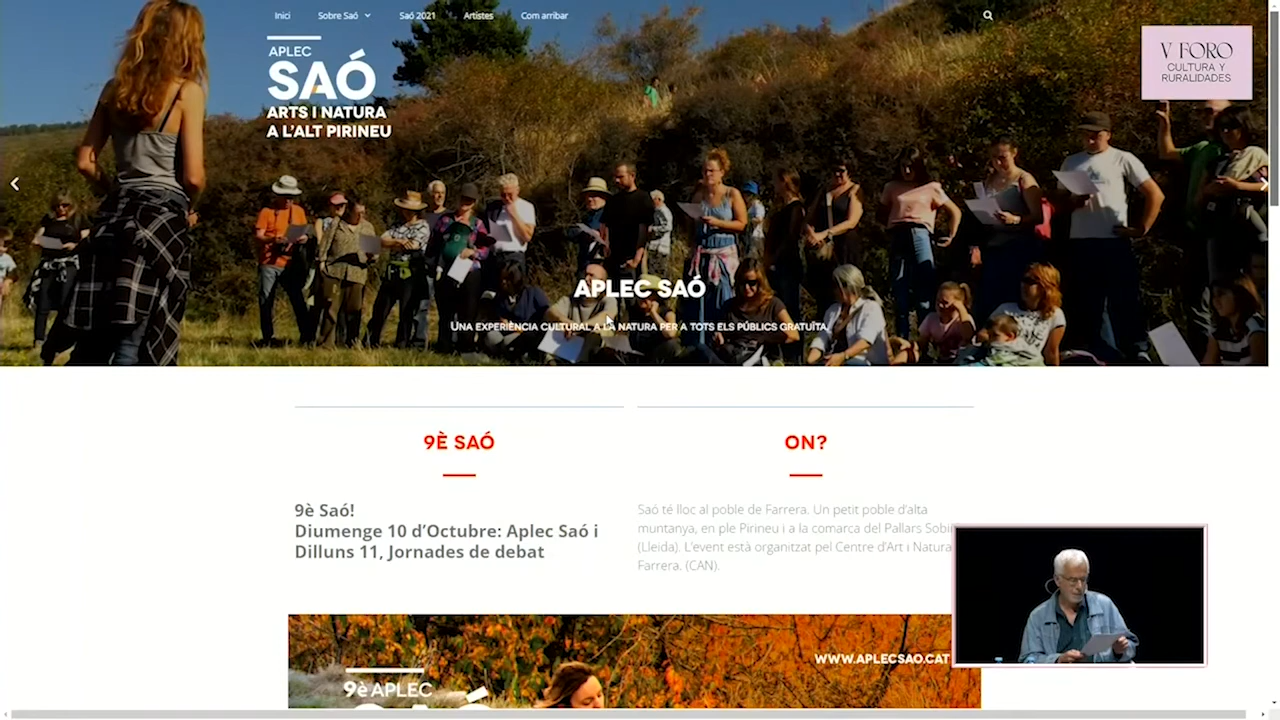 Inici
Sobre Saó
Saó 2021
Artistes
Com arribar
APLEC
SAÓ
ARTS I NATURA
A L'ALT PIRINEU
V FORO
CULTURA Y
RURALIDADES
APLEC SAÓ
UNA EXPERIÈNCIA CULTURAL A LA NATURA PER A TOTS ELS PÚBLICS GRATUÏTA.
9È SAÓ
9è Saó!
Diumenge 10 d'Octubre: Aplec Saó i
Dilluns 11, Jornades de debat
ON?
Saó té lloc al poble de Farrera. Un petit poble d'alta
muntanya, en ple Pirineu i a la comarca del Pallars
(Lleida). L'event està organitzat pel Centre d'Art i Natura
Farrera. (CAN).
WWW.APLECSAO.CAT
9è APLEC